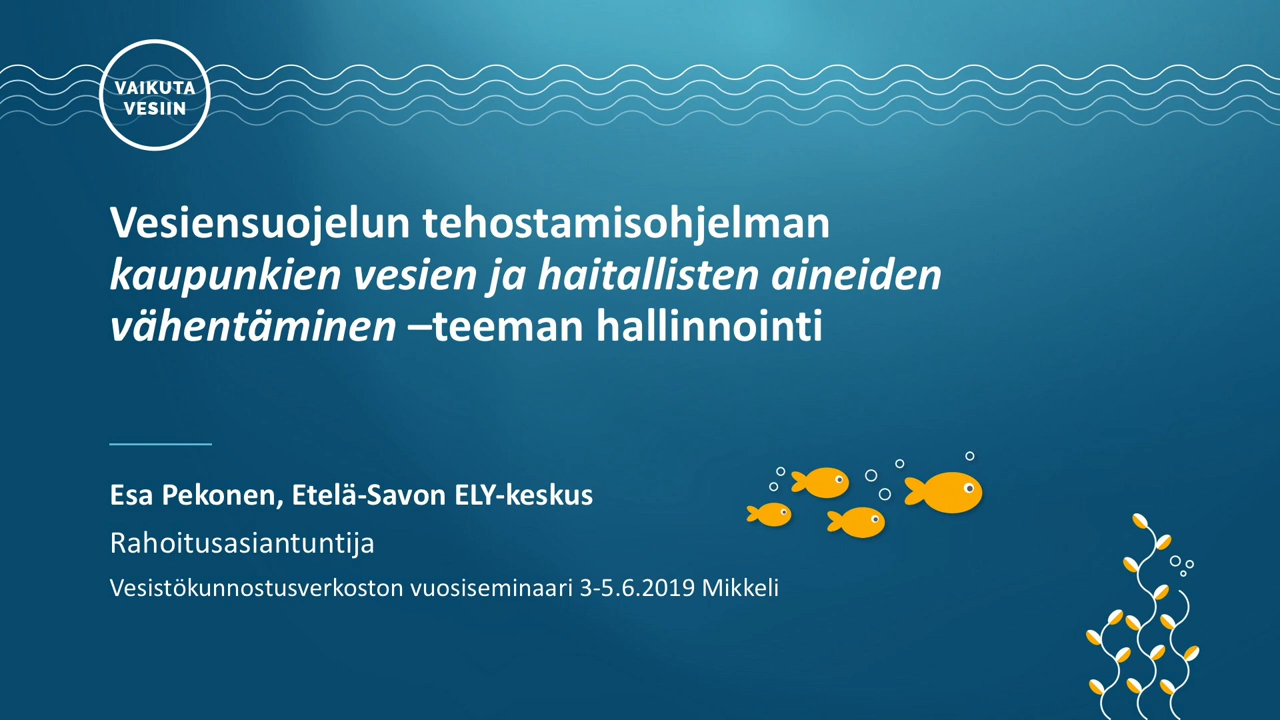 VAIKUTA
VESIIN
Vesiensuojelun tehostamisohjelman
kaupunkien vesien ja haitallisten aineiden
vähentäminen –teeman hallinnointi
Esa Pekonen, Etelä-Savon ELY-keskus
Rahoitusasiantuntija
Vesistökunnostusverkoston vuosiseminaari 3-5.6.2019 Mikkeli